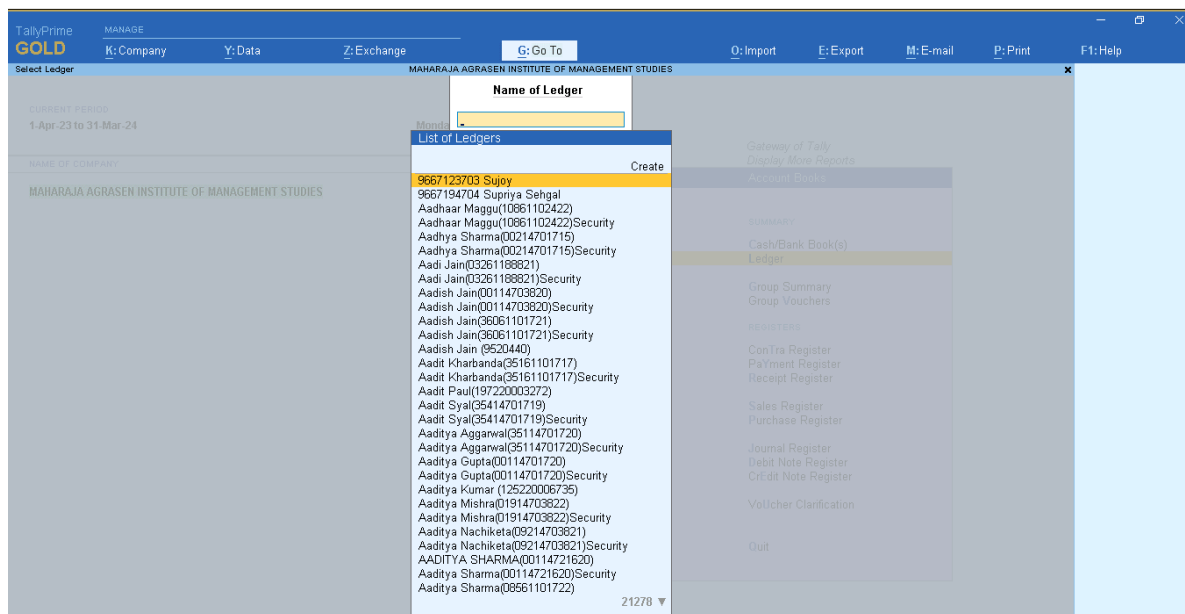 TallyPrime
GOLD
MANAGE
K: Company
Y: Data
Z: Exchange
G: Go To
O: Import
E: Export
M: E-mail
P: Print
F1: Help
Select Ledger
MAHARAJA AGRASEN INSTITUTE OF MANAGEMENT STUDIES
CURRENT PERIOD
1-Apr-23 to 31-Mar-24
NAME OF COMPANY
MAHARAJA AGRASEN INSTITUTE OF MANAGEMENT STUDIES
Name of Ledger
List of Ledgers
Create
9667123703 Sujoy
9667194704 Supriya Sehgal
Aadhaar Maggu(10861102422)
Aadhaar Maggu(10861102422)Security
Aadhya Sharma(00214701715)
Aadhya Sharma(00214701715)Security
Aadi Jain(03261188821)
Aadi Jain(03261188821)Security
Aadish Jain(00114703820)
Aadish Jain(00114703820)Security
Aadish Jain(36061101721)
Aadish Jain(36061101721)Security
Aadish Jain (9520440)
Aadit Kharbanda(35161101717)
Aadit Kharbanda(35161101717)Security
Aadit Paul(197220003272)
Aadit Syal(35414701719)
Aadit Syal(35414701719)Security
Aaditya Aggarwal(35114701720)
Aaditya Aggarwal(35114701720)Security
Aaditya Gupta(00114701720)
Aaditya Gupta(00114701720)Security
Aaditya Kumar (125220006735)
Aaditya Mishra(01914703822)
Aaditya Mishra(01914703822)Security
Aaditya Nachiketa(09214703821)
Aaditya Nachiketa(09214703821)Security
AADITYA SHARMA(00114721620)
Aaditya Sharma(00114721620)Security
Aaditya Sharma(08561101722)
21278 ▼
Gateway of Tally
Display More Reports
Account Books
SUMMARY
Cash/Bank Book(s)
Ledger
Group Summary
Group Vouchers
REGISTERS
ConTra Register
PaYment Register
Receipt Register
Sales Register
Purchase Register
Journal Register
Debit Note Register
CrEdit Note Register
VoUcher Clarification
Quit